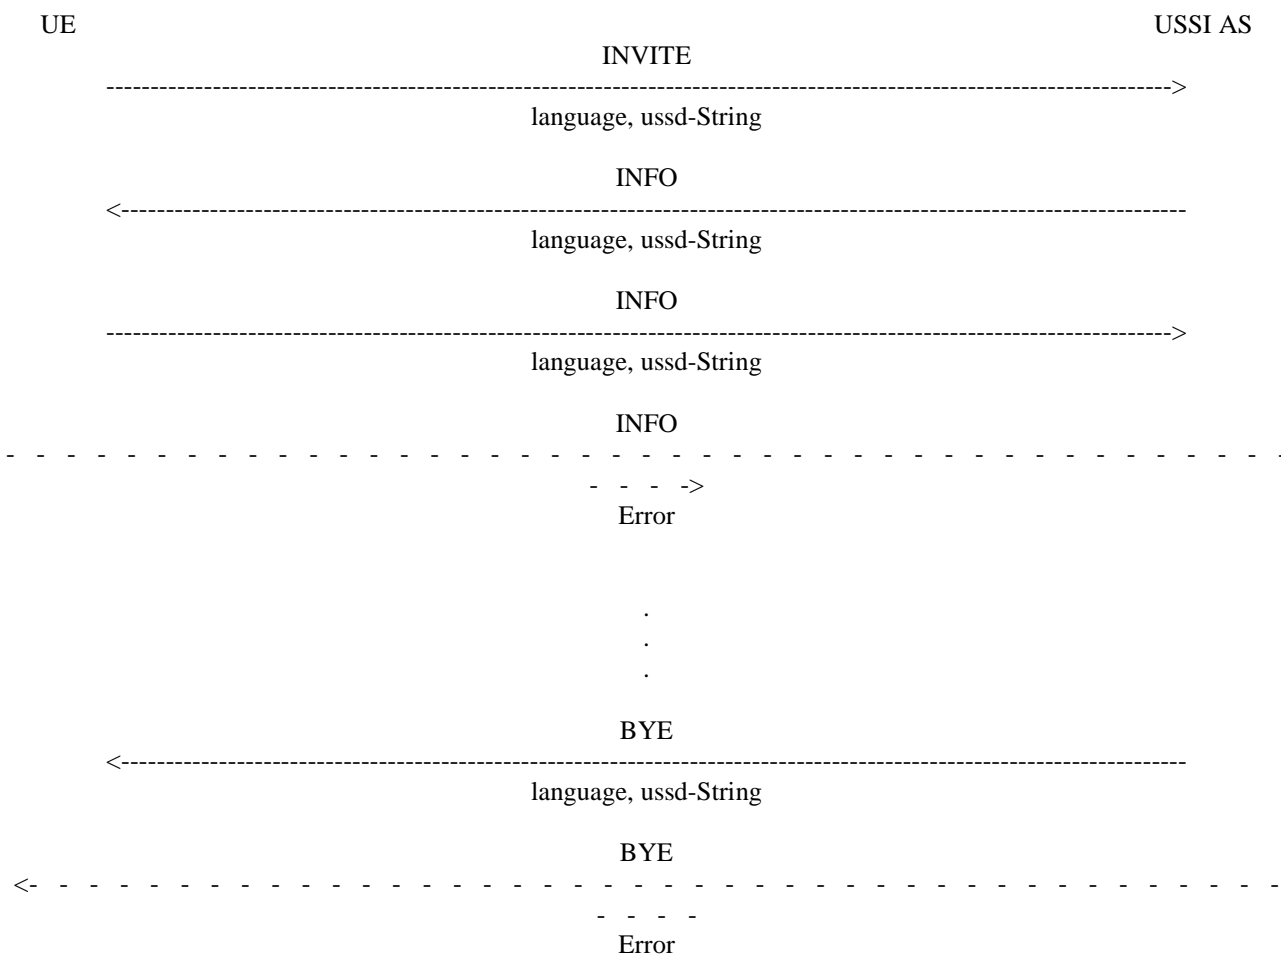 UE USSI AS
INVITE
------------------------------------------------------------------------------------------------------------------------>
language, ussd-String
INFO
<------------------------------------------------------------------------------------------------------------------------
language, ussd-String
INFO
------------------------------------------------------------------------------------------------------------------------>
language, ussd-String
INFO
- - - - - - - - - - - - - - - - - - - - - - - - - - - - - - - - - - - - - - - - - - -
- - - ->
Error
.
.
.
BYE
<------------------------------------------------------------------------------------------------------------------------
language, ussd-String
BYE
<- - - - - - - - - - - - - - - - - - - - - - - - - - - - - - - - - - - - - - - - - -
- - - -
Error